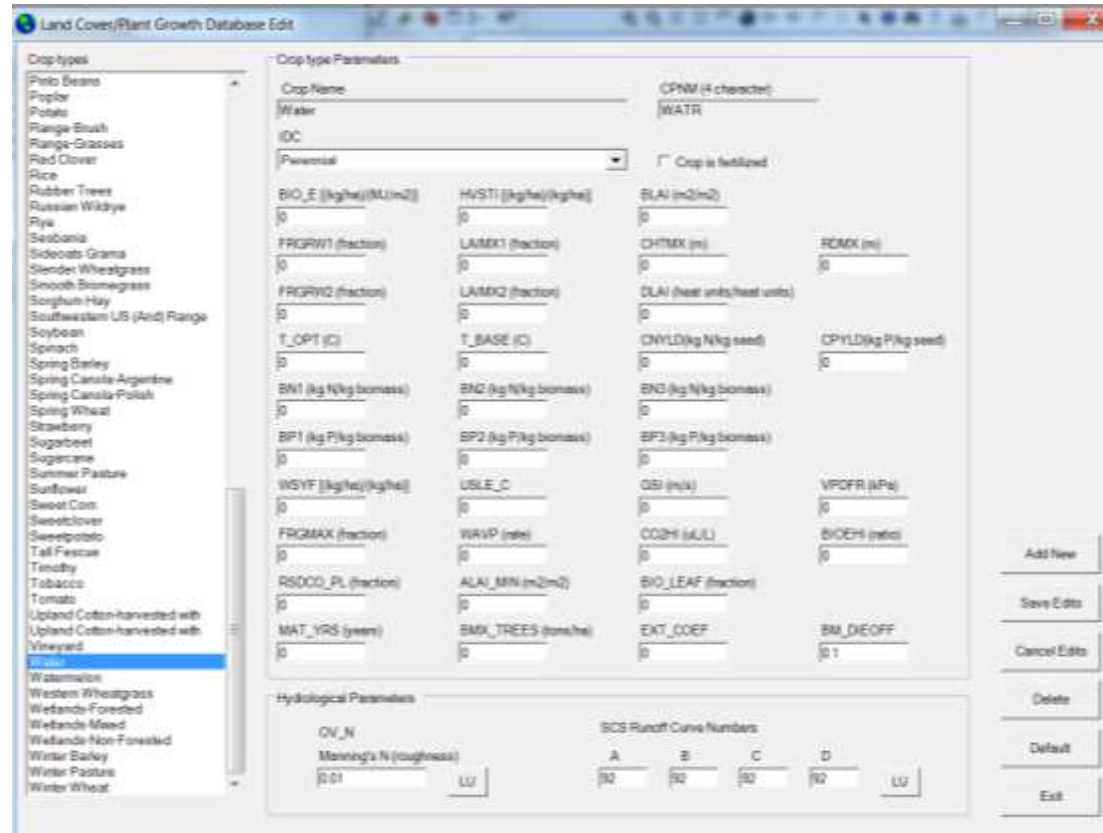 Land Cover/Plant Growth Database Edit
Crop types
Pinto Beans
Poplar
Potato
Range-Brush
Range-Grasses
Red Clover
Rice
Rubber Trees
Russian Wildrye
Rye
Sesbania
Sideoats Grama
Slender Wheatgrass
Smooth Bromegrass
Sorghum Hay
Southwestern US (Arid) Range
Soybean
Spinach
Spring Barley
Spring Canola-Argentine
Spring Canola-Polish
Spring Wheat
Strawberry
Sugarbeet
Sugarcane
Summer Pasture
Sunflower
Sweet Corn
Sweetclover
Sweetpotato
Tall Fescue
Timothy
Tobacco
Tomato
Upland Cotton-harvested with
Upland Cotton-harvested with
Vineyard
Water
Watermelon
Western Wheatgrass
Wetlands-Forested
Wetlands-Mixed
Wetlands-Non-Forested
Winter Barley
Winter Pasture
Winter Wheat
Crop type Parameters
Crop Name CPNM (4 character)
Water WATR
IDC
Perennial Crop is fertilized
BIO_E [(kg/ha)/(MJ/m2)] HVSTI [(kg/ha)/(kg/ha)] BLAI (m2/m2)
0 0 0
FRGRW1 (fraction) LAIMX1 (fraction) CHTMX (m) RDMX (m)
0 0 0 0
FRGRW2 (fraction) LAIMX2 (fraction) DLAI (heat units/heat units)
0 0 0
T_OPT (C) T_BASE (C) CNYLD(kg N/kg seed) CPYLD(kg P/kg seed)
0 0 0 0
BN1 (kg N/kg biomass) BN2 (kg N/kg biomass) BN3 (kg N/kg biomass)
0 0 0
BP1 (kg P/kg biomass) BP2 (kg P/kg biomass) BP3 (kg P/kg biomass)
0 0 0
WSYF [(kg/ha)/(kg/ha)] USLE_C GSI (m/s) VPDFR (kPa)
0 0 0 0
FRGMAX (fraction) WAVP (rate) CO2HI (uL/L) BIOEHI (ratio)
0 0 0 0
RSDCO_PL (fraction) ALAI_MIN (m2/m2) BIO_LEAF (fraction)
0 0 0
MAT_YRS (years) BMX_TREES (tons/ha) EXT_COEF BM_DIEOFF
0 0 0 0.1
Hydrological Parameters
OV_N SCS Runoff Curve Numbers
Manning's N (roughness) A B C D
0.01 LU 92 92 92 92 LU
Add New
Save Edits
Cancel Edits
Delete
Default
Exit